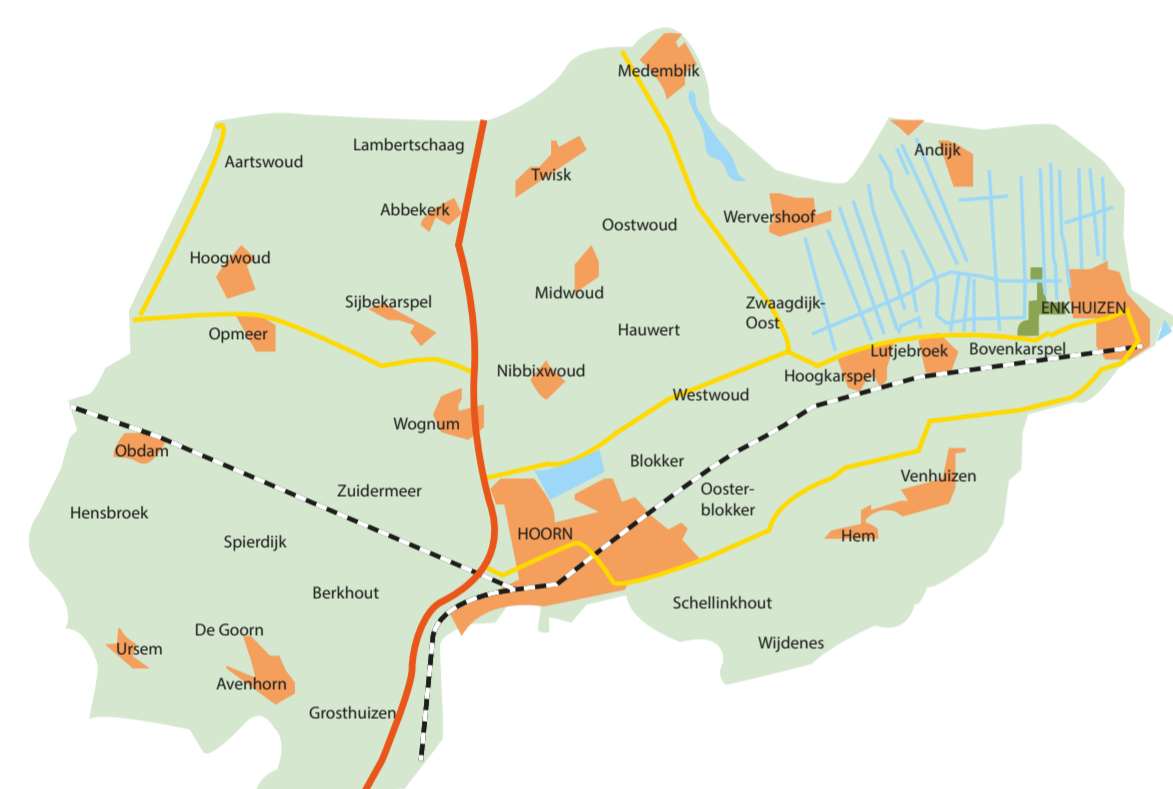 Medemblik
Lambertschaag
Andijk
Aartswoud
Twisk
Abbekerk
Wervershoof
Oostwoud
Hoogwoud
Midwoud
Sijbekarspel
Zwaagdijk-
Oost
ENKHUIZEN
Opmeer
Hauwert
Lutjebroek
Bovenkarspel
Nibbixwoud
Hoogkarspel
Westwoud
Wognum
Obdam
Blokker
Venhuizen
Zuidermeer
Ooster-
blokker
Hensbroek
HOORN
Hem
Spierdijk
Berkhout
Schellinkhout
De Goorn
Wijdenes
Ursem
Avenhorn
Grosthuizen